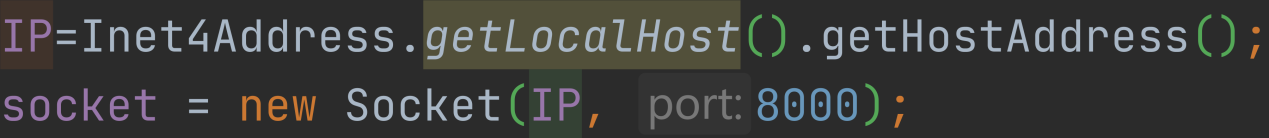 IP=Inet4Address.getLocalHost().getHostAddress();
socket = new Socket(IP, port: 8000);